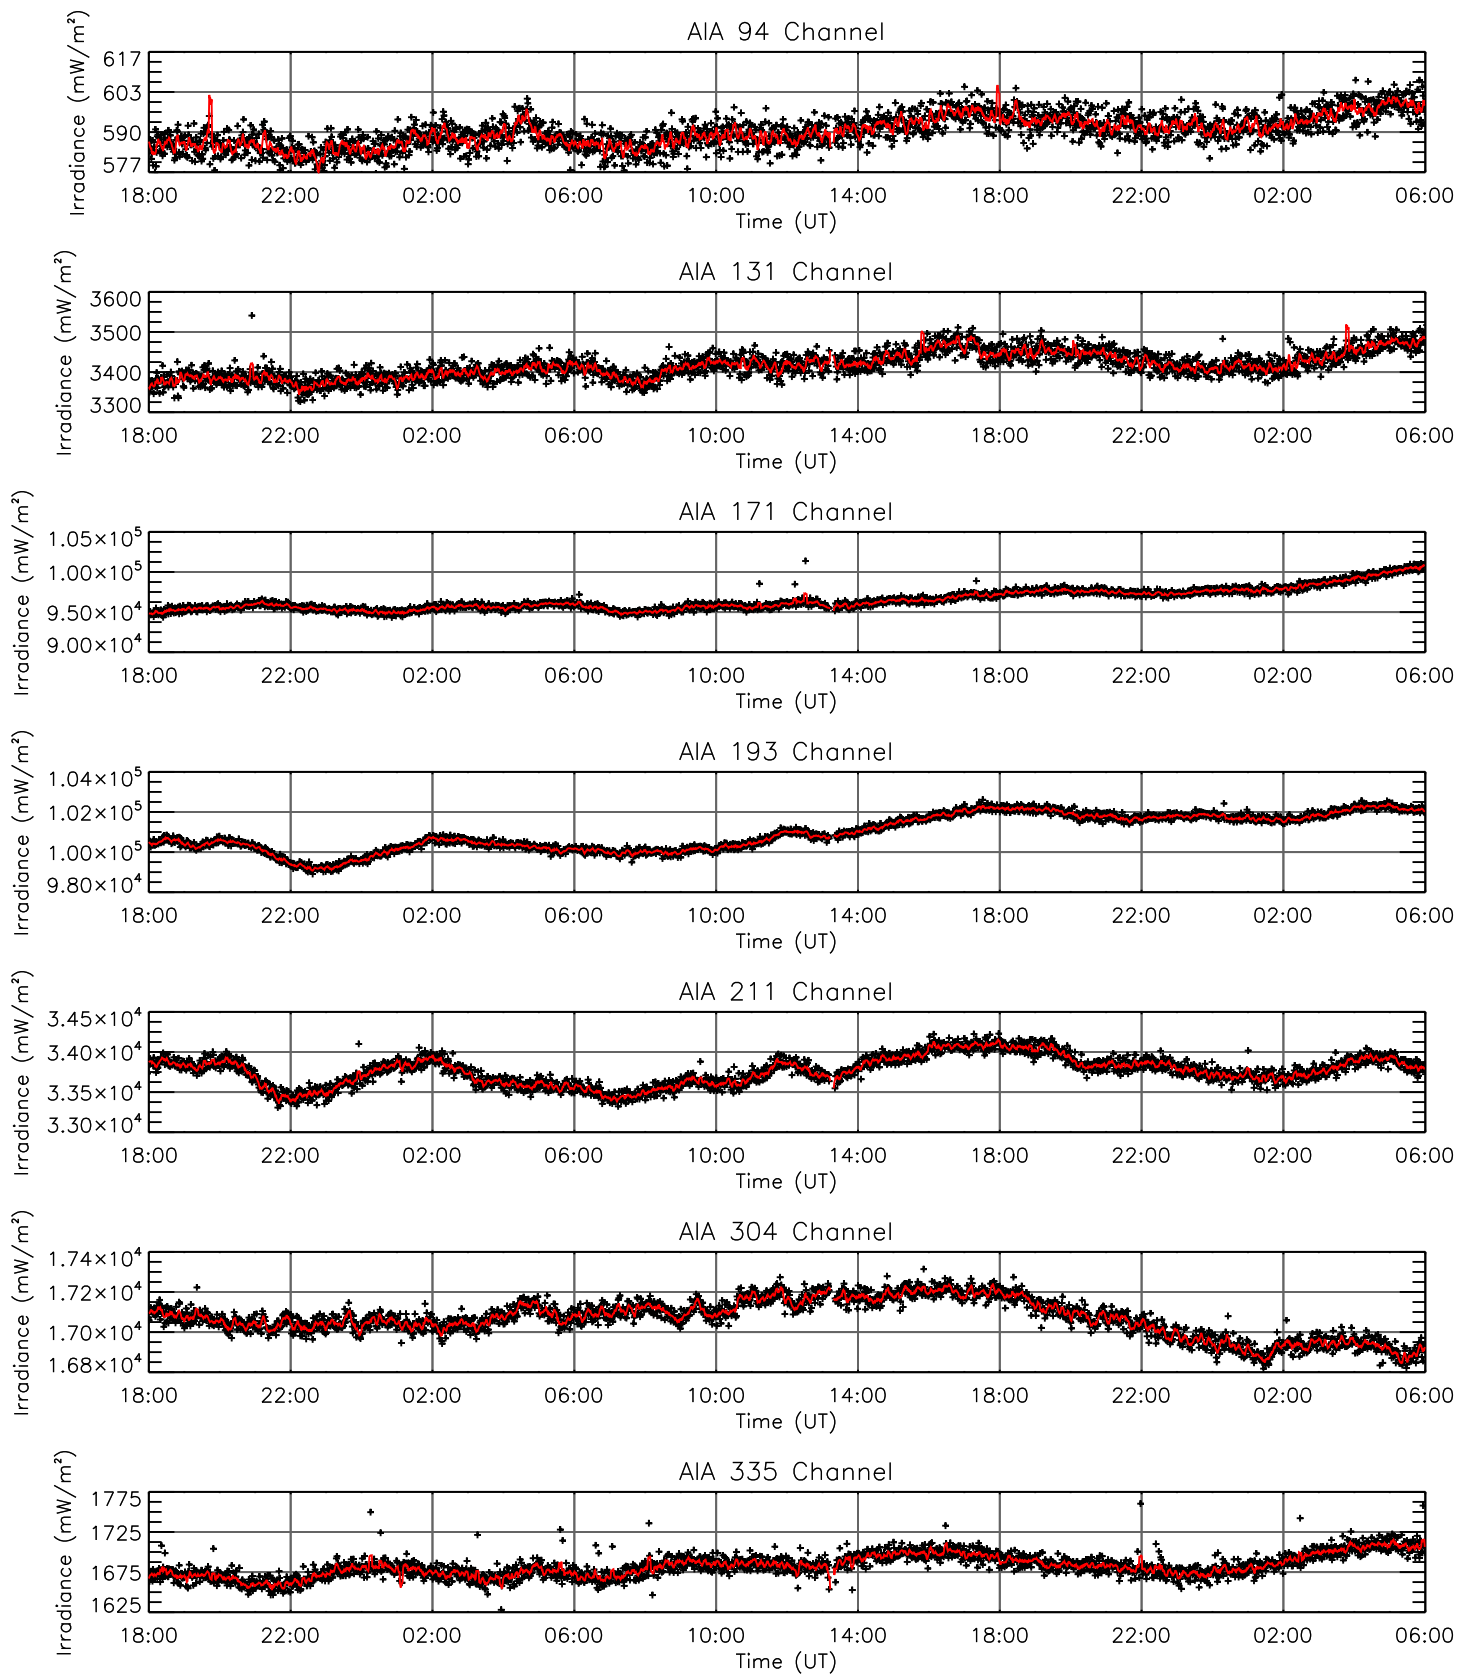 AIA 94 Channel
Irradiance (mW/m²)
617
603
590
577
18:00 22:00 02:00 06:00 10:00 14:00 18:00 22:00 02:00 06:00
Time (UT)
AIA 131 Channel
Irradiance (mW/m²)
3600
3500
3400
3300
18:00 22:00 02:00 06:00 10:00 14:00 18:00 22:00 02:00 06:00
Time (UT)
AIA 171 Channel
Irradiance (mW/m²)
1.05×10⁵
1.00×10⁵
9.50×10⁴
9.00×10⁴
18:00 22:00 02:00 06:00 10:00 14:00 18:00 22:00 02:00 06:00
Time (UT)
AIA 193 Channel
Irradiance (mW/m²)
1.04×10⁵
1.02×10⁵
1.00×10⁵
9.80×10⁴
18:00 22:00 02:00 06:00 10:00 14:00 18:00 22:00 02:00 06:00
Time (UT)
AIA 211 Channel
Irradiance (mW/m²)
3.45×10⁴
3.40×10⁴
3.35×10⁴
3.30×10⁴
18:00 22:00 02:00 06:00 10:00 14:00 18:00 22:00 02:00 06:00
Time (UT)
AIA 304 Channel
Irradiance (mW/m²)
1.74×10⁴
1.72×10⁴
1.70×10⁴
1.68×10⁴
18:00 22:00 02:00 06:00 10:00 14:00 18:00 22:00 02:00 06:00
Time (UT)
AIA 335 Channel
Irradiance (mW/m²)
1775
1725
1675
1625
18:00 22:00 02:00 06:00 10:00 14:00 18:00 22:00 02:00 06:00
Time (UT)